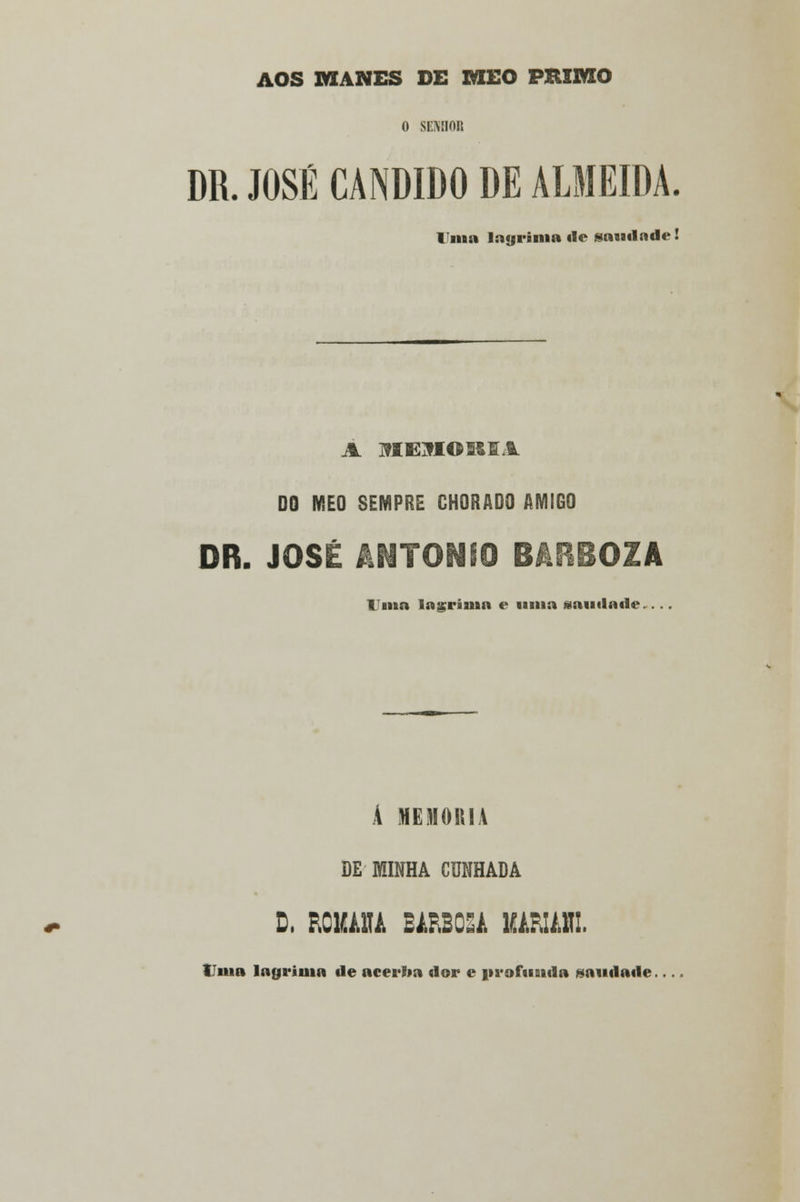 AOS MANES DE MEO PRIMO
O SENHOR
DR. JOSÉ CANDIDO DE ALMEIDA.
Uma lagrima de saudade!
A MEMORIA
DO MEO SEMPRE CHORADO AMIGO
DR. JOSÉ ANTONIO BARBOZA
Uma lagrima e uma saudade....
Á MEMORIA
DE MINHA CUNHADA
D. ROMANA BARBOZA MARIANI.
Uma lagrima de acerba dor e profunda saudade....